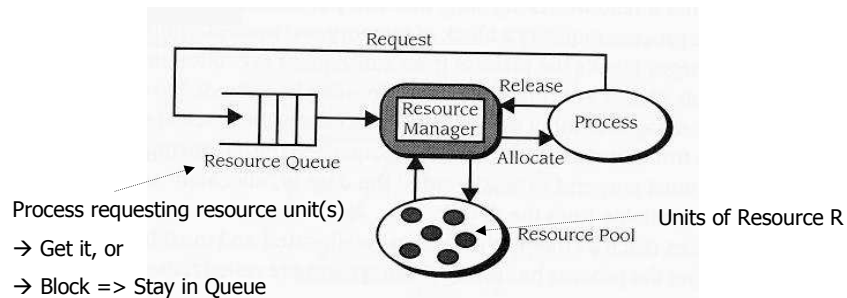 Request
Release
Resource
Manager
Process
Allocate
Resource Queue
Process requesting resource unit(s)
→ Get it, or
→ Block => Stay in Queue
Units of Resource R
Resource Pool